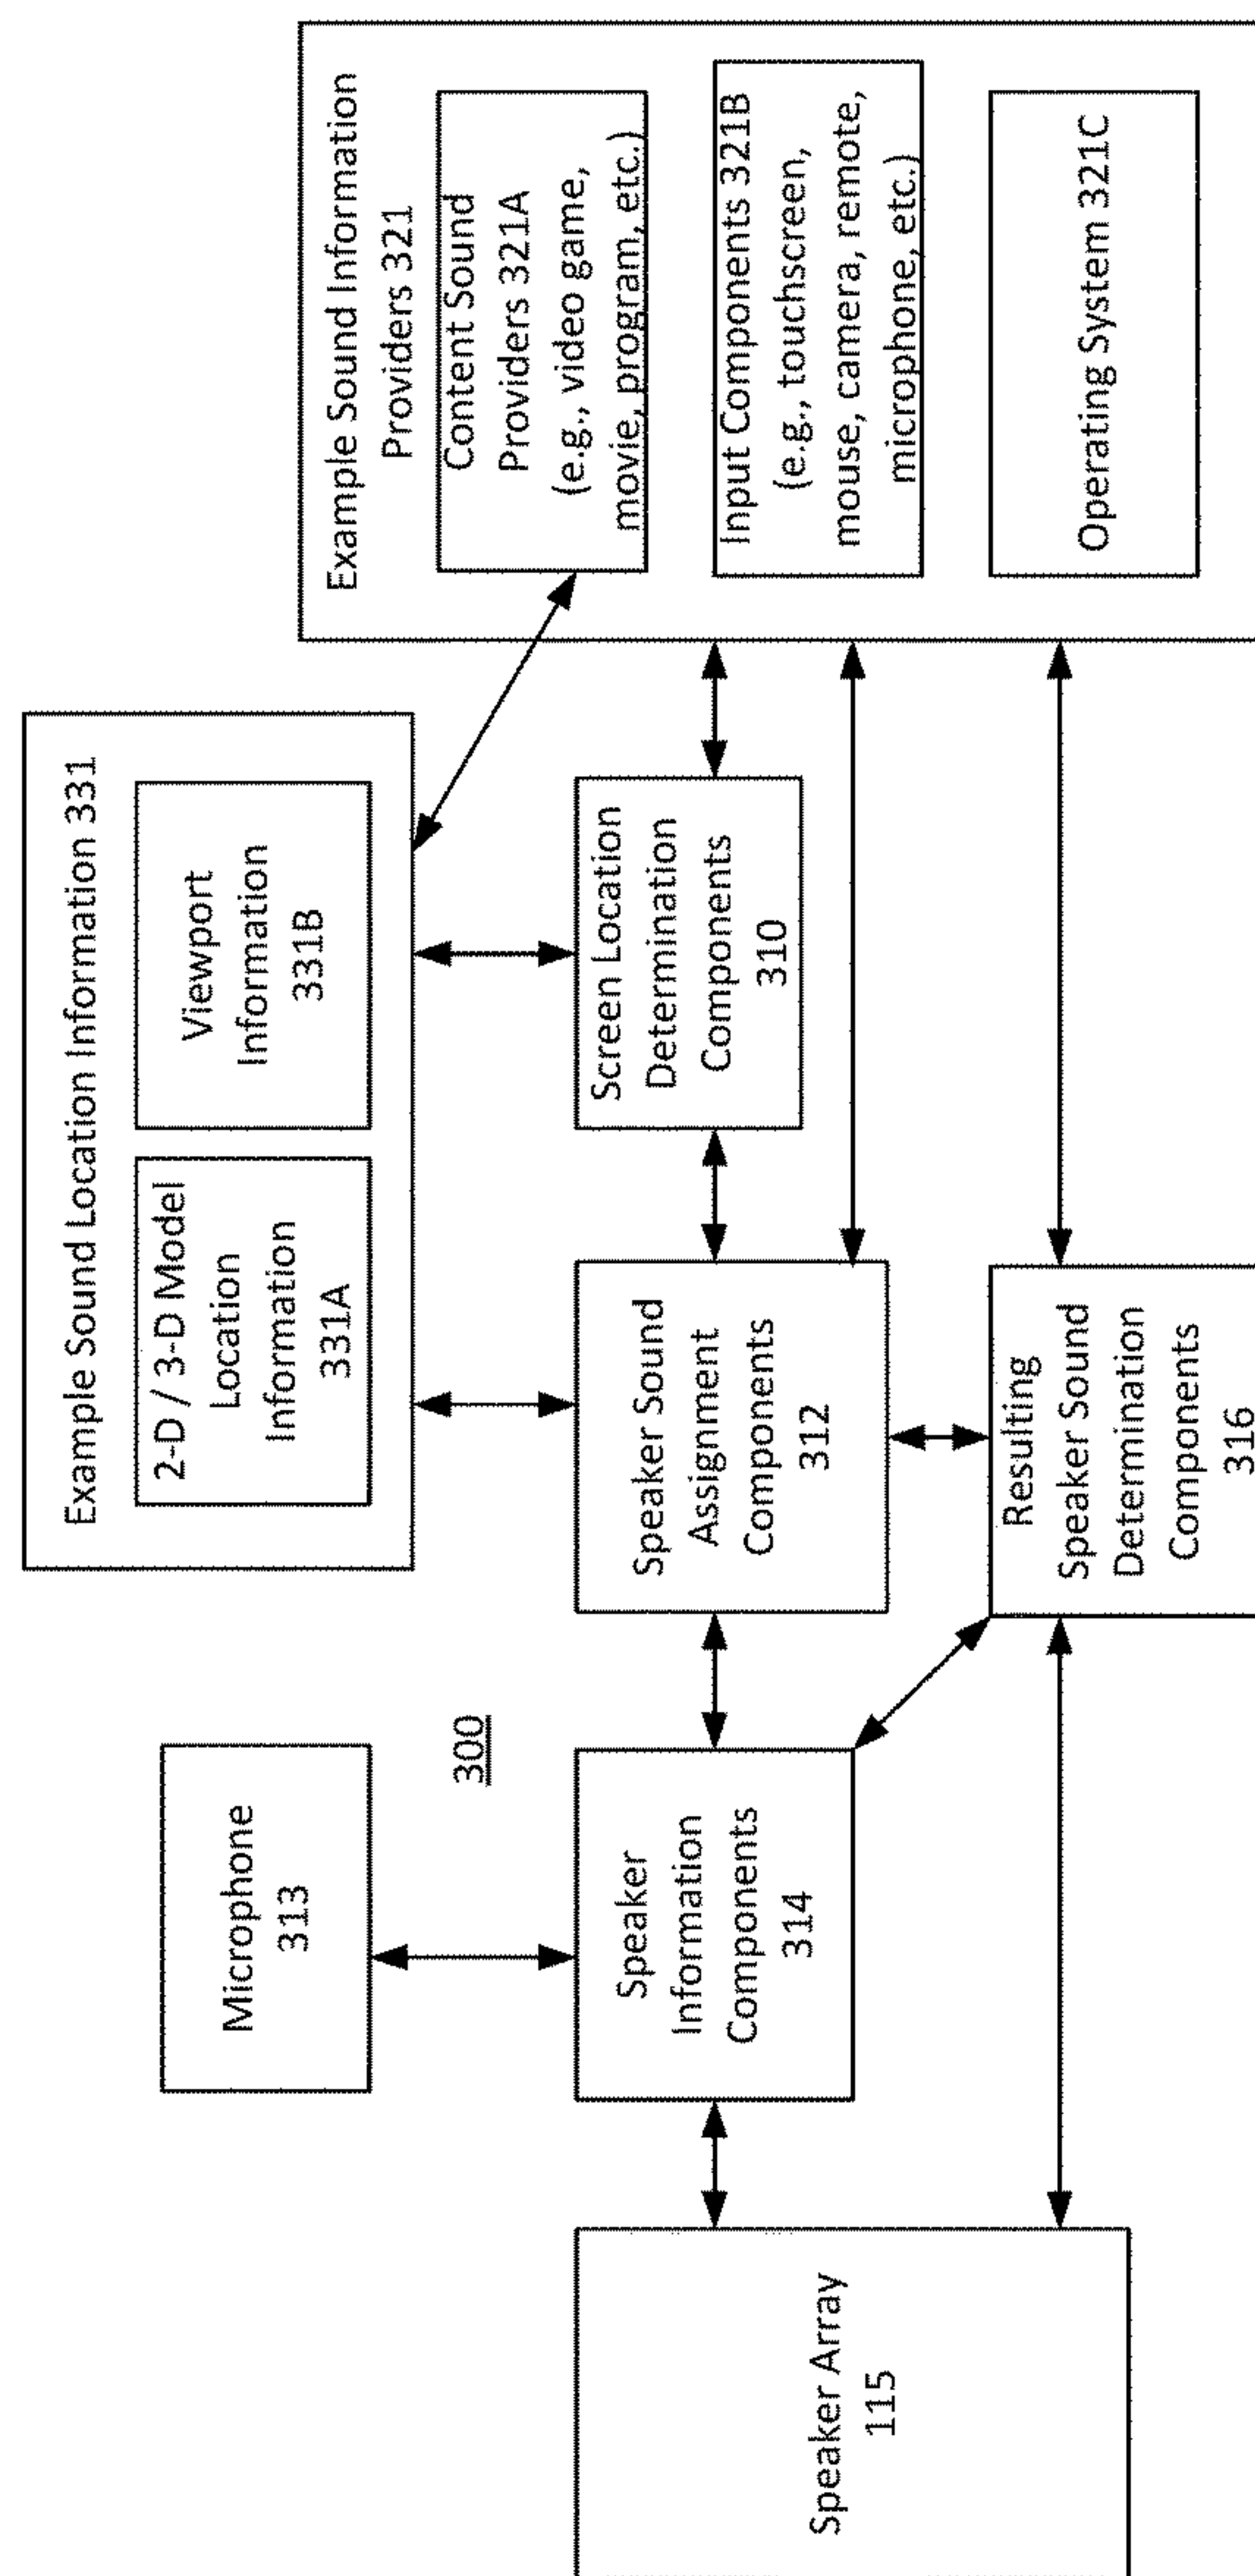 Example Sound Location Information 331
2-D / 3-D Model
Location
Information
331A
Viewport
Information
331B
Example Sound Information
Providers 321
Content Sound
Providers 321A
(e.g., video game,
movie, program, etc.)
Input Components 321B
(e.g., touchscreen,
mouse, camera, remote,
microphone, etc.)
Operating System 321C
Microphone
313
300
Speaker Array
115
Speaker
Information
Components
314
Speaker Sound
Assignment
Components
312
Screen Location
Determination
Components
310
Resulting
Speaker Sound
Determination
Components
316